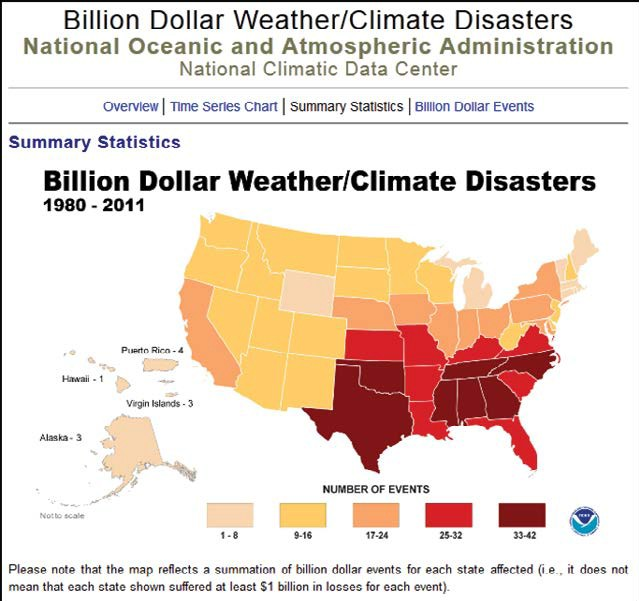 Billion Dollar Weather/Climate Disasters
National Oceanic and Atmospheric Administration
National Climatic Data Center
Overview | Time Series Chart | Summary Statistics | Billion Dollar Events
Summary Statistics
Billion Dollar Weather/Climate Disasters
1980 - 2011
Puerto Rico - 4
Hawaii - 1
Virgin Islands - 3
Alaska - 3
Not to scale
NUMBER OF EVENTS
1 - 8 9-16 17-24 25-32 33-42
Please note that the map reflects a summation of billion dollar events for each state affected (i.e., it does not
mean that each state shown suffered at least $1 billion in losses for each event).